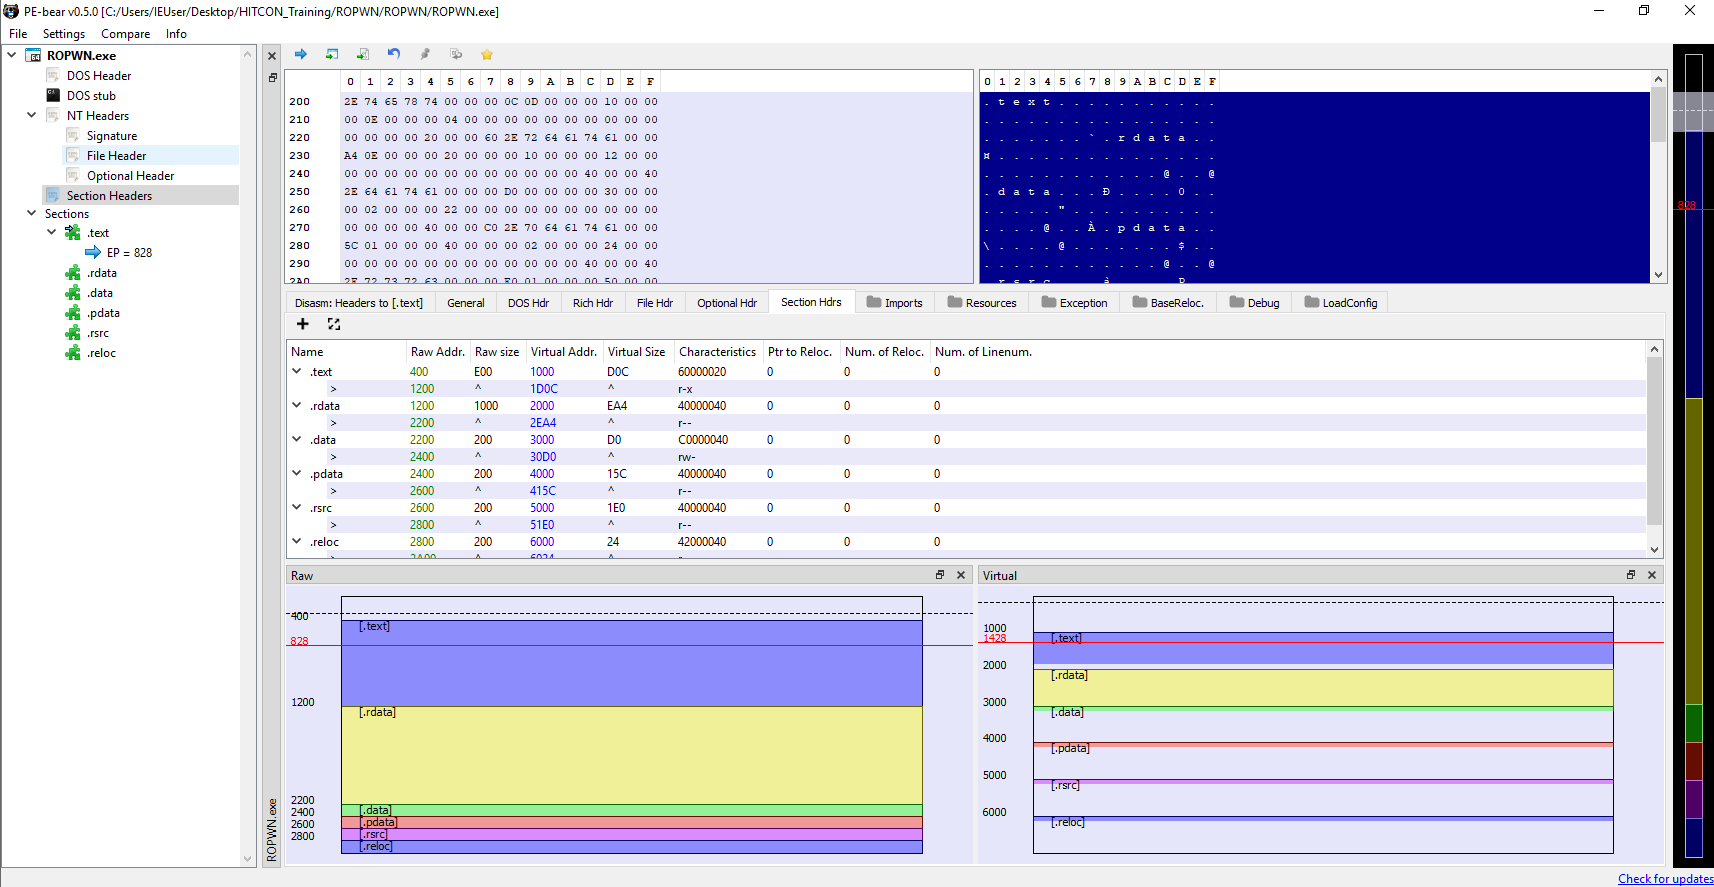 PE-bear v0.5.0 [C:/Users/IEUser/Desktop/HITCON_Training/ROPWN/ROPWN/ROPWN.exe]
File Settings Compare Info
ROPWN.exe
DOS Header
DOS stub
NT Headers
Signature
File Header
Optional Header
Section Headers
Sections
.text
EP = 828
.rdata
.data
.pdata
.rsrc
.reloc
ROPWN.exe
0 1 2 3 4 5 6 7 8 9 A B C D E F
200 2E 74 65 78 74 00 00 00 0C 0D 00 00 00 10 00 00
210 00 0E 00 00 00 04 00 00 00 00 00 00 00 00 00 00
220 00 00 00 00 20 00 00 60 2E 72 64 61 74 61 00 00
230 A4 0E 00 00 00 20 00 00 00 10 00 00 00 12 00 00
240 00 00 00 00 00 00 00 00 00 00 00 00 40 00 00 40
250 2E 64 61 74 61 00 00 00 D0 00 00 00 00 30 00 00
260 00 02 00 00 00 22 00 00 00 00 00 00 00 00 00 00
270 00 00 00 00 40 00 00 C0 2E 70 64 61 74 61 00 00
280 5C 01 00 00 00 40 00 00 00 02 00 00 00 24 00 00
290 00 00 00 00 00 00 00 00 00 00 00 00 40 00 00 40
2A0 2E 72 73 72 63 00 00 00 E0 01 00 00 00 50 00 00
0 1 2 3 4 5 6 7 8 9 A B C D E F
. t e x t . . . . . . . . . . .
. . . . . . . . . . . . . . . .
. . . . . . . ` . r d a t a . .
¤ . . . . . . . . . . . . . . .
. . . . . . . . . . . . @ . . @
. d a t a . . . Ð . . . . 0 . .
. . . . . " . . . . . . . . . .
. . . . @ . . À . p d a t a . .
\ . . . . @ . . . . . . . $ . .
. . . . . . . . . . . . @ . . @
. r s r c . . . à . . . . P . .
828
Disasm: Headers to [.text] General DOS Hdr Rich Hdr File Hdr Optional Hdr Section Hdrs Imports Resources Exception BaseReloc. Debug LoadConfig
Name Raw Addr. Raw size Virtual Addr. Virtual Size Characteristics Ptr to Reloc. Num. of Reloc. Num. of Linenum.
.text 400 E00 1000 D0C 60000020 0 0 0
> 1200 ^ 1D0C ^ r-x
.rdata 1200 1000 2000 EA4 40000040 0 0 0
> 2200 ^ 2EA4 ^ r--
.data 2200 200 3000 D0 C0000040 0 0 0
> 2400 ^ 30D0 ^ rw-
.pdata 2400 200 4000 15C 40000040 0 0 0
> 2600 ^ 415C ^ r--
.rsrc 2600 200 5000 1E0 40000040 0 0 0
> 2800 ^ 51E0 ^ r--
.reloc 2800 200 6000 24 42000040 0 0 0
> 2A00 ^ 6024 ^
Raw
400
[.text]
828
1200
[.rdata]
2200
[.data]
2400
[.pdata]
2600
[.rsrc]
2800
[.reloc]
Virtual
1000
[.text]
1428
2000
[.rdata]
3000
[.data]
4000
[.pdata]
5000
[.rsrc]
6000
[.reloc]
Check for updates